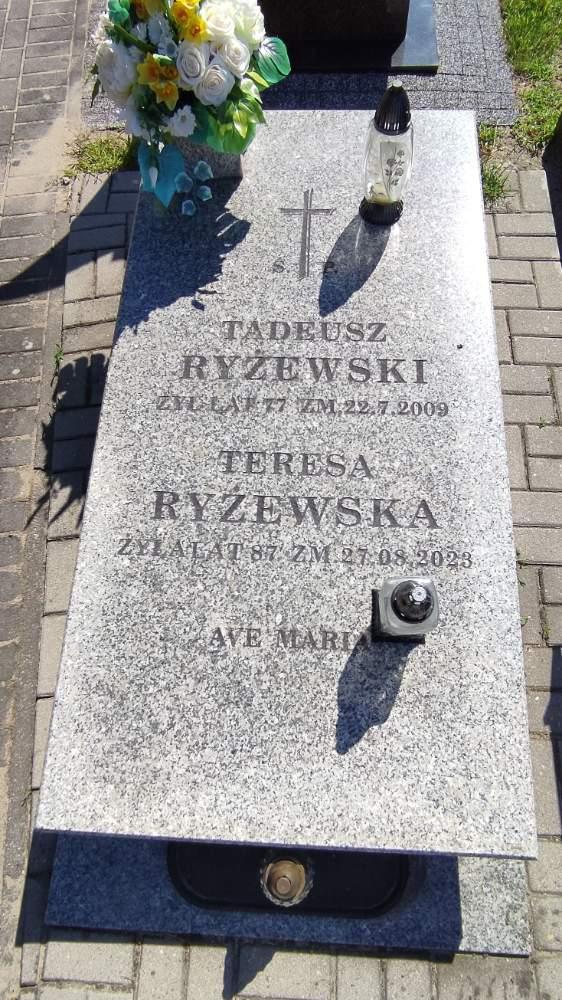 Ś P
TADEUSZ
RYŻEWSKI
ŻYŁ LAT 77 ZM. 22.7.2009
TERESA
RYŻEWSKA
ŻYŁA LAT 87 ZM 27.08.2023
AVE MARIA